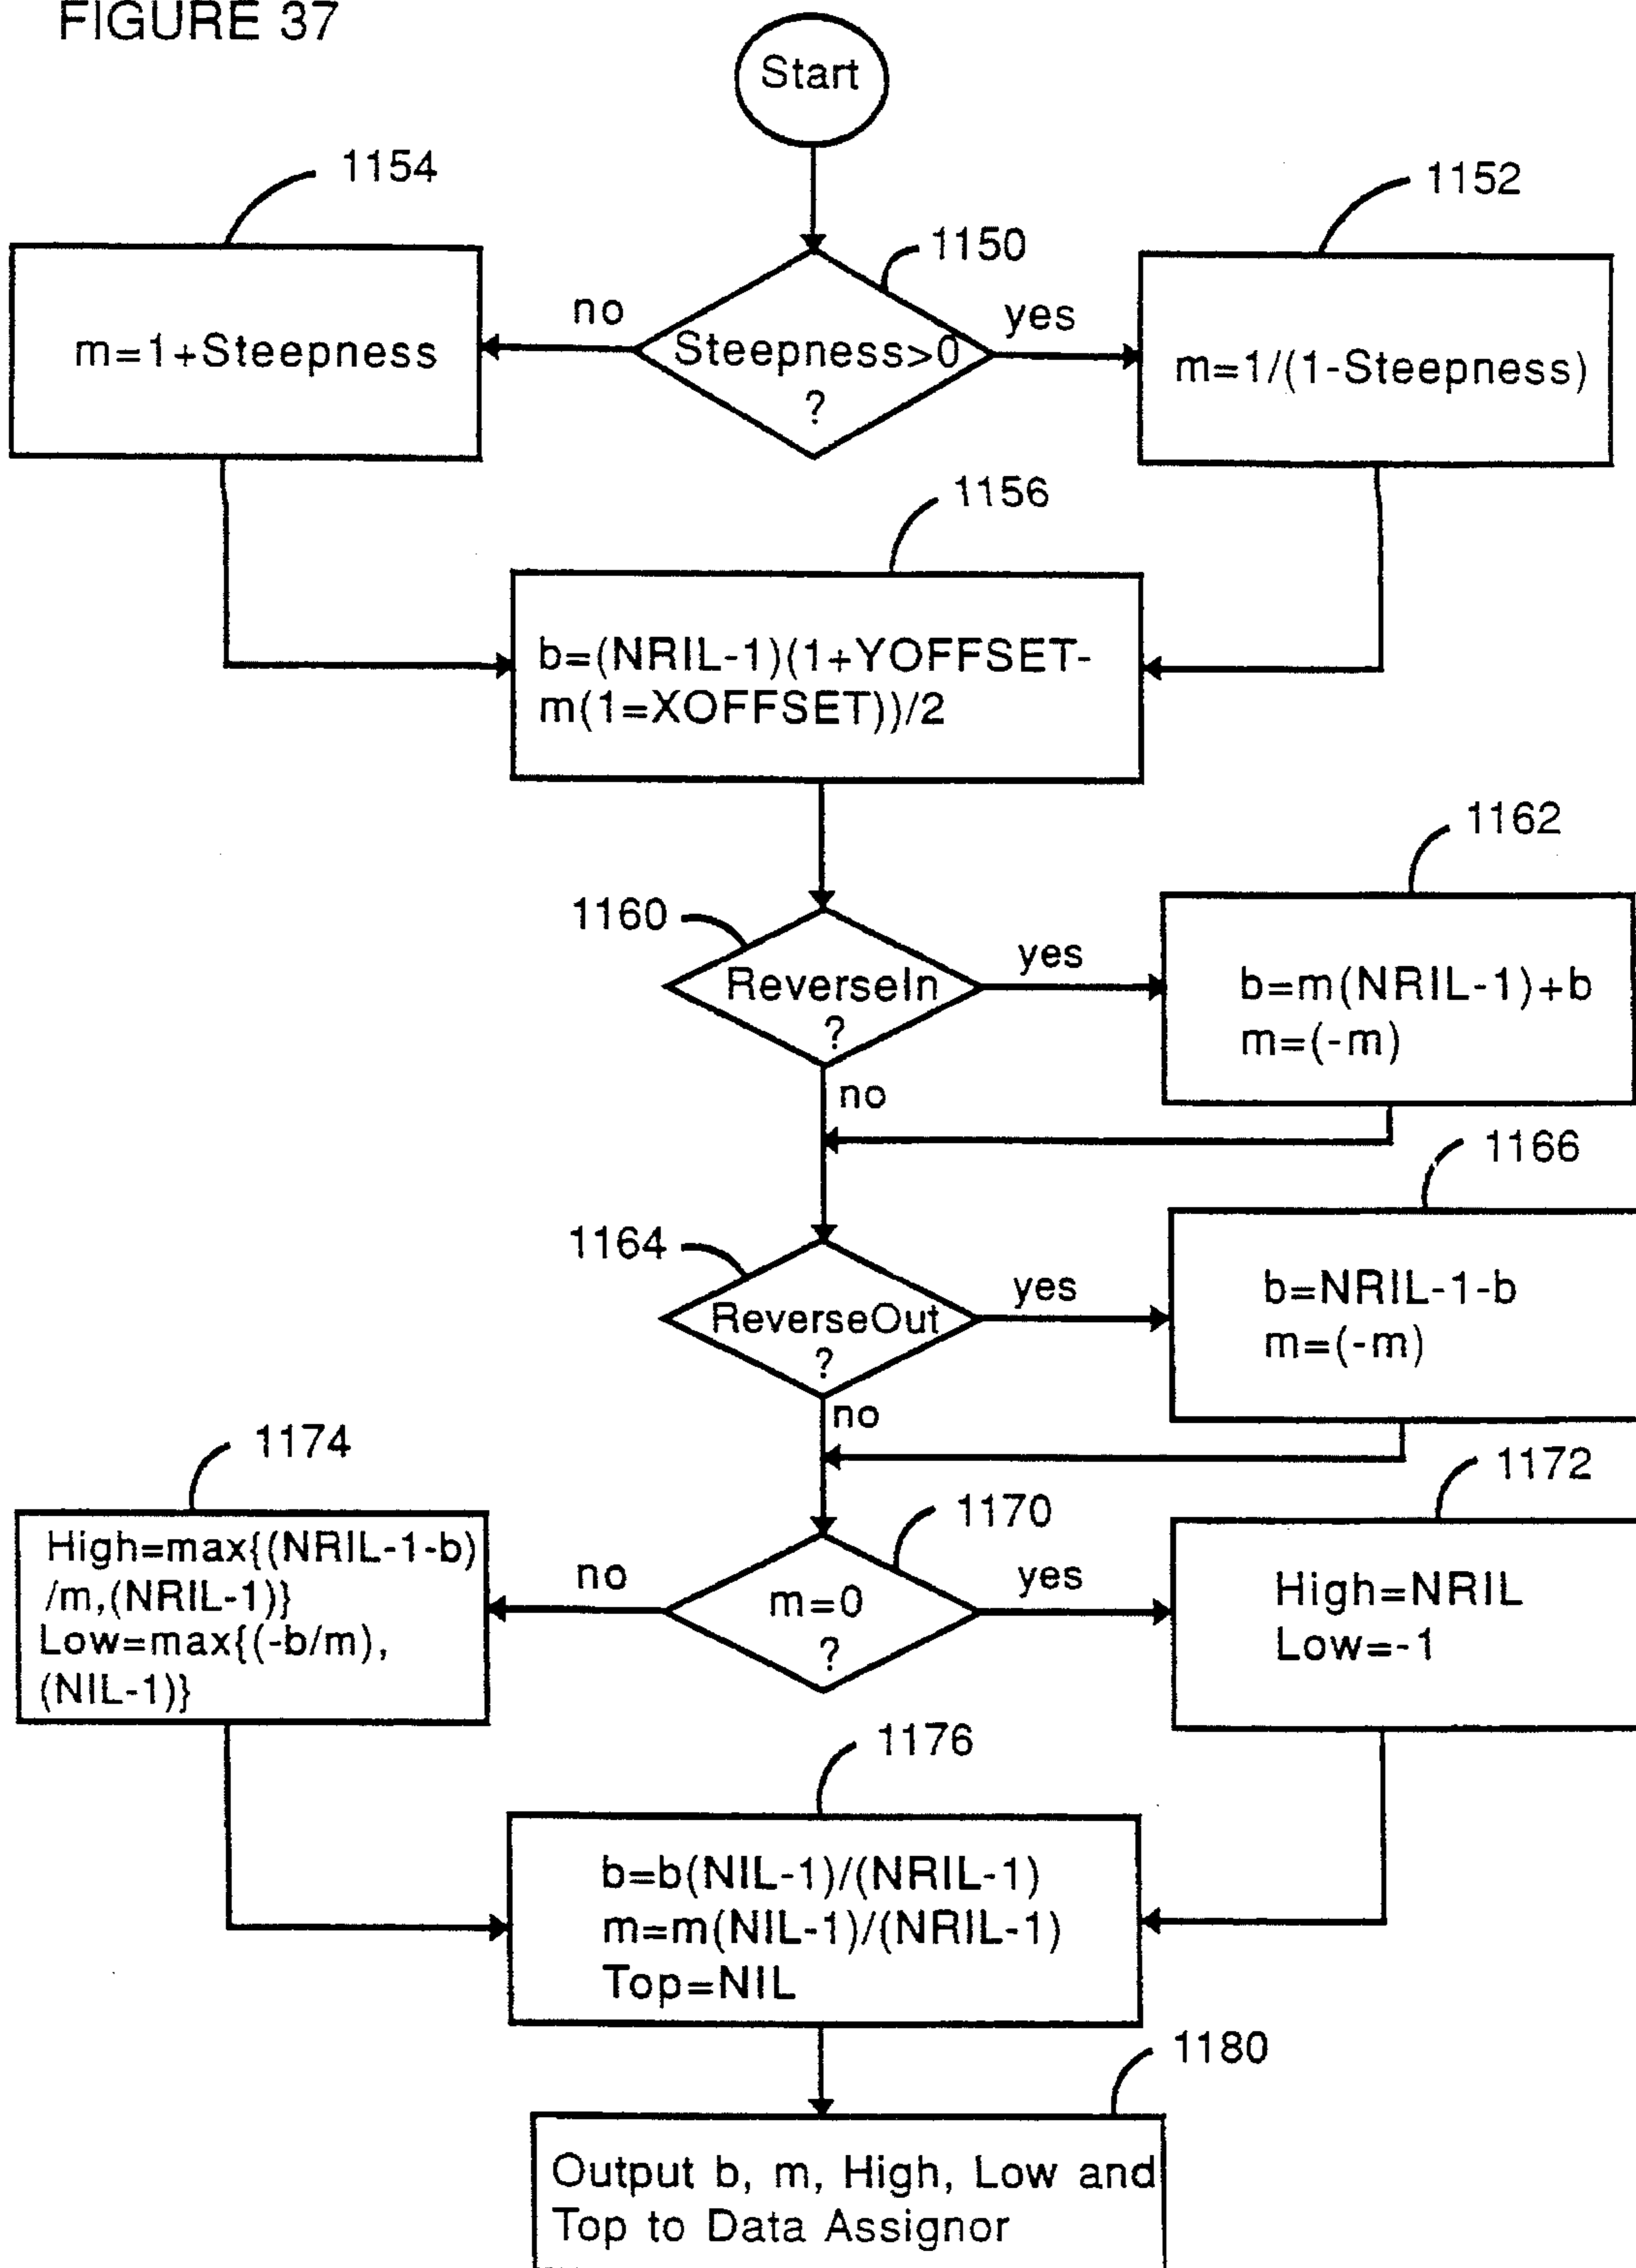 FIGURE 37
Start
1154
1152
1150
no
yes
m=1+Steepness
Steepness>0
?
m=1/(1-Steepness)
1156
b=(NRIL-1)(1+YOFFSET-
m(1=XOFFSET))/2
1162
1160
yes
ReverseIn
?
b=m(NRIL-1)+b
m=(-m)
no
1166
1164
yes
ReverseOut
?
b=NRIL-1-b
m=(-m)
no
1174
1172
1170
High=max{(NRIL-1-b)
/m,(NRIL-1)}
Low=max{(-b/m),
(NIL-1)}
no
m=0
?
yes
High=NRIL
Low=-1
1176
b=b(NIL-1)/(NRIL-1)
m=m(NIL-1)/(NRIL-1)
Top=NIL
1180
Output b, m, High, Low and
Top to Data Assignor